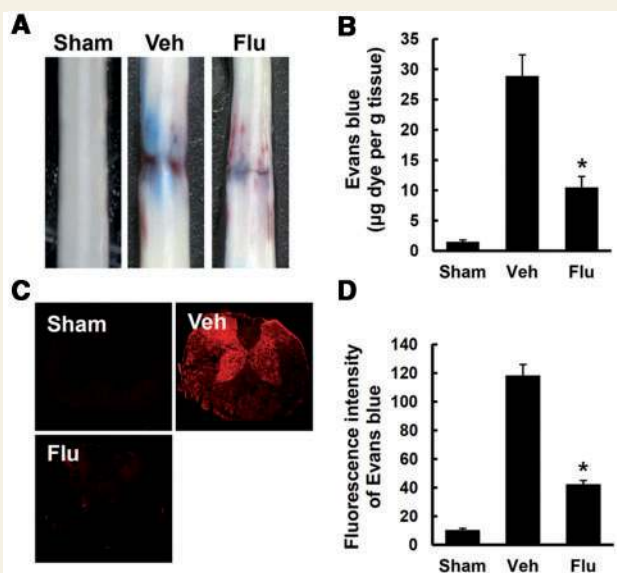 A
Sham
Veh
Flu
B
Evans blue
(µg dye per g tissue)
35
30
25
20
15
10
5
0
*
Sham
Veh
Flu
C
Sham
Veh
Flu
D
Fluorescence intensity
of Evans blue
140
120
100
80
60
40
20
0
*
Sham
Veh
Flu